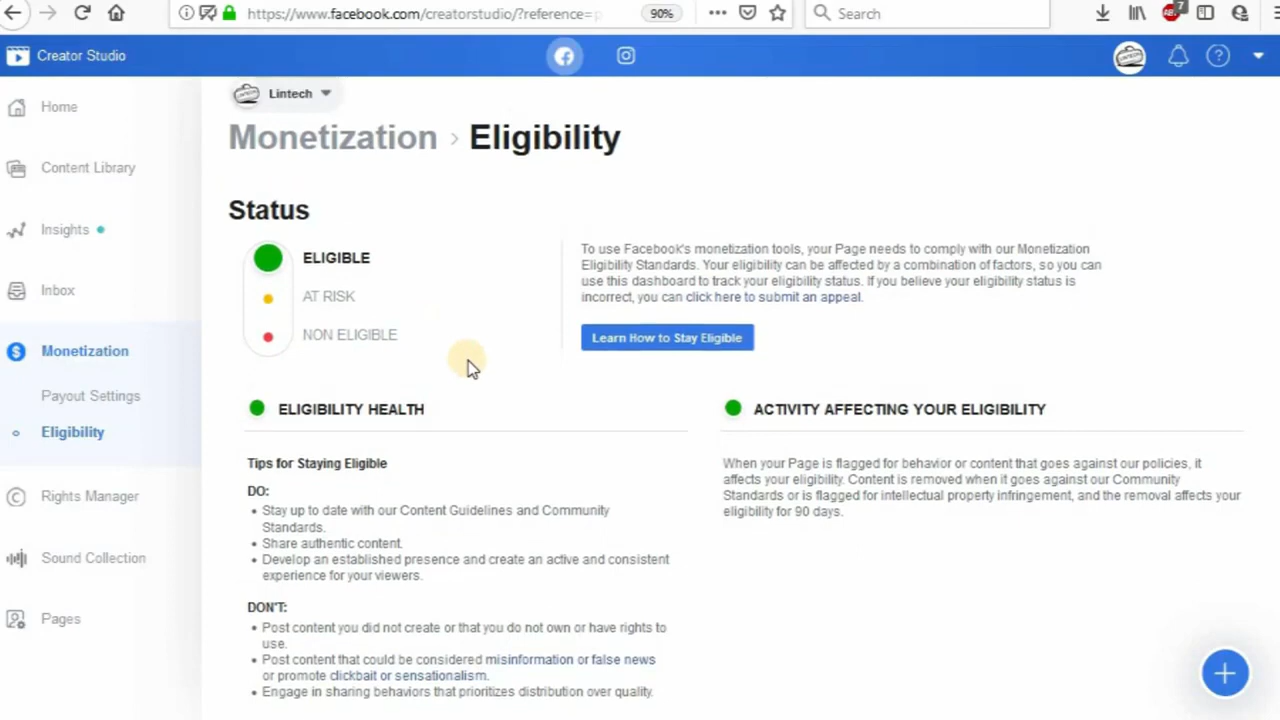 https://www.facebook.com/creatorstudio/?reference=
90%
Search
7
Creator Studio
Lintech
Home
Monetization › Eligibility
Content Library
Status
Insights
ELIGIBLE
AT RISK
NON ELIGIBLE
To use Facebook's monetization tools, your Page needs to comply with our Monetization
Eligibility Standards. Your eligibility can be affected by a combination of factors, so you can
use this dashboard to track your eligibility status. If you believe your eligibility status is
incorrect, you can click here to submit an appeal.
Learn How to Stay Eligible
Inbox
Monetization
Payout Settings
Eligibility
Rights Manager
Sound Collection
Pages
ELIGIBILITY HEALTH
Tips for Staying Eligible
DO:
• Stay up to date with our Content Guidelines and Community
Standards.
• Share authentic content.
• Develop an established presence and create an active and consistent
experience for your viewers.
DON'T:
• Post content you did not create or that you do not own or have rights to
use.
• Post content that could be considered misinformation or false news
or promote clickbait or sensationalism.
• Engage in sharing behaviors that prioritizes distribution over quality.
ACTIVITY AFFECTING YOUR ELIGIBILITY
When your Page is flagged for behavior or content that goes against our policies, it
affects your eligibility. Content is removed when it goes against our Community
Standards or is flagged for intellectual property infringement, and the removal affects your
eligibility for 90 days.